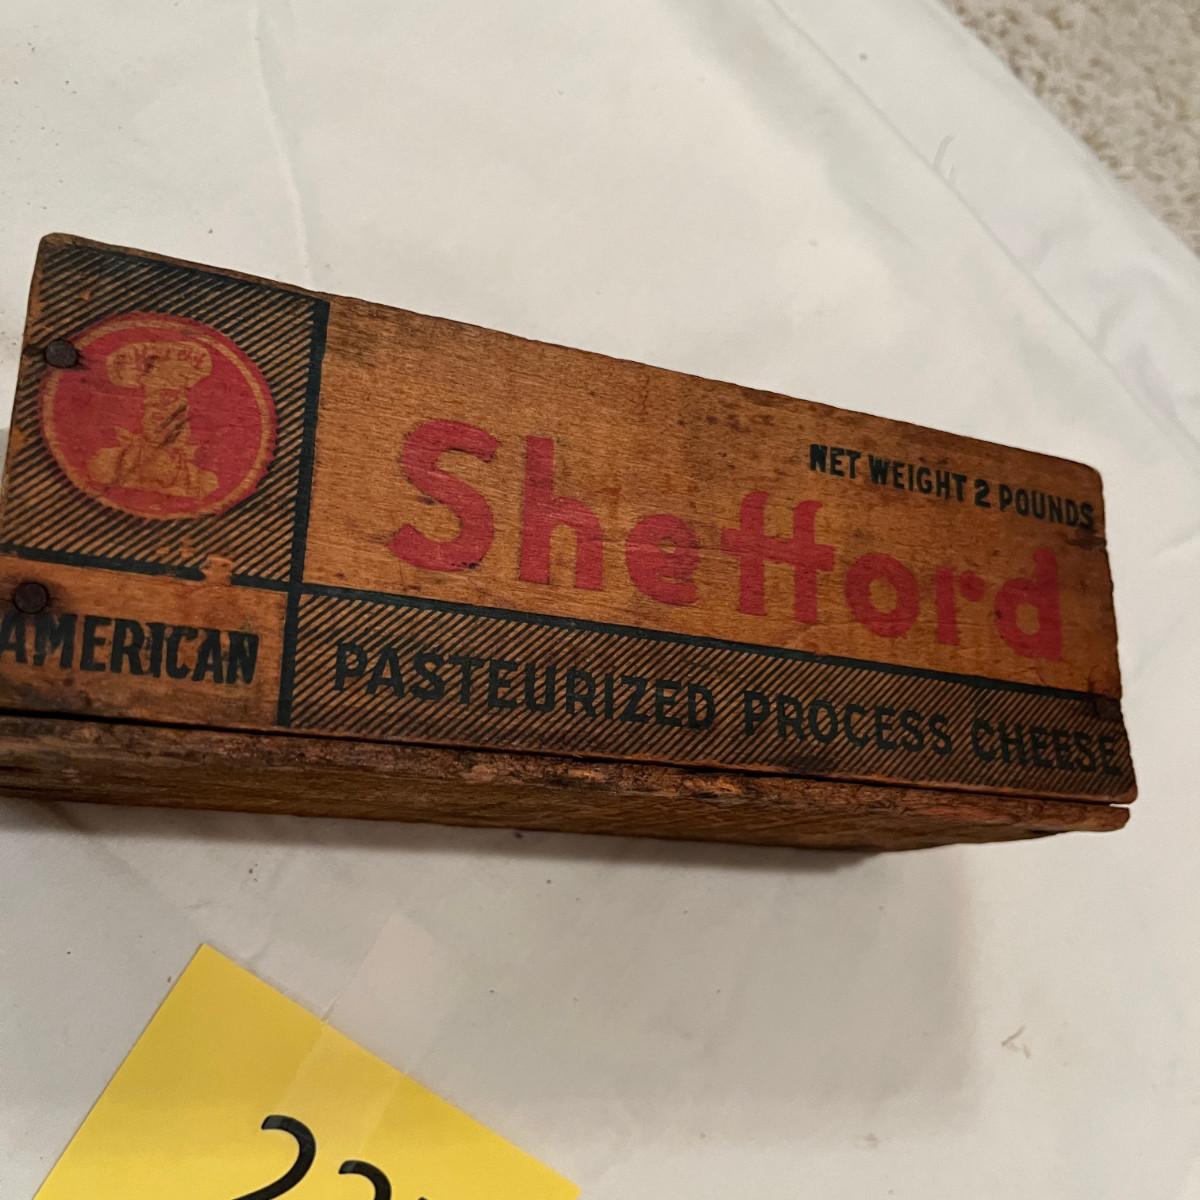 NET WEIGHT 2 POUNDS
Shefford
AMERICAN
PASTEURIZED PROCESS CHEESE